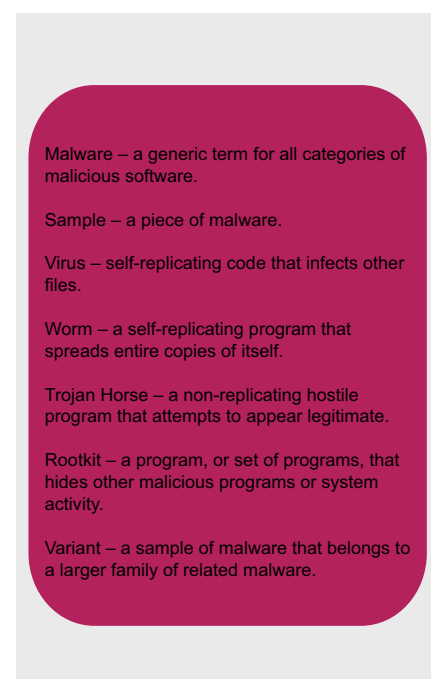 Malware – a generic term for all categories of
malicious software.
Sample – a piece of malware.
Virus – self-replicating code that infects other
files.
Worm – a self-replicating program that
spreads entire copies of itself.
Trojan Horse – a non-replicating hostile
program that attempts to appear legitimate.
Rootkit – a program, or set of programs, that
hides other malicious programs or system
activity.
Variant – a sample of malware that belongs to
a larger family of related malware.